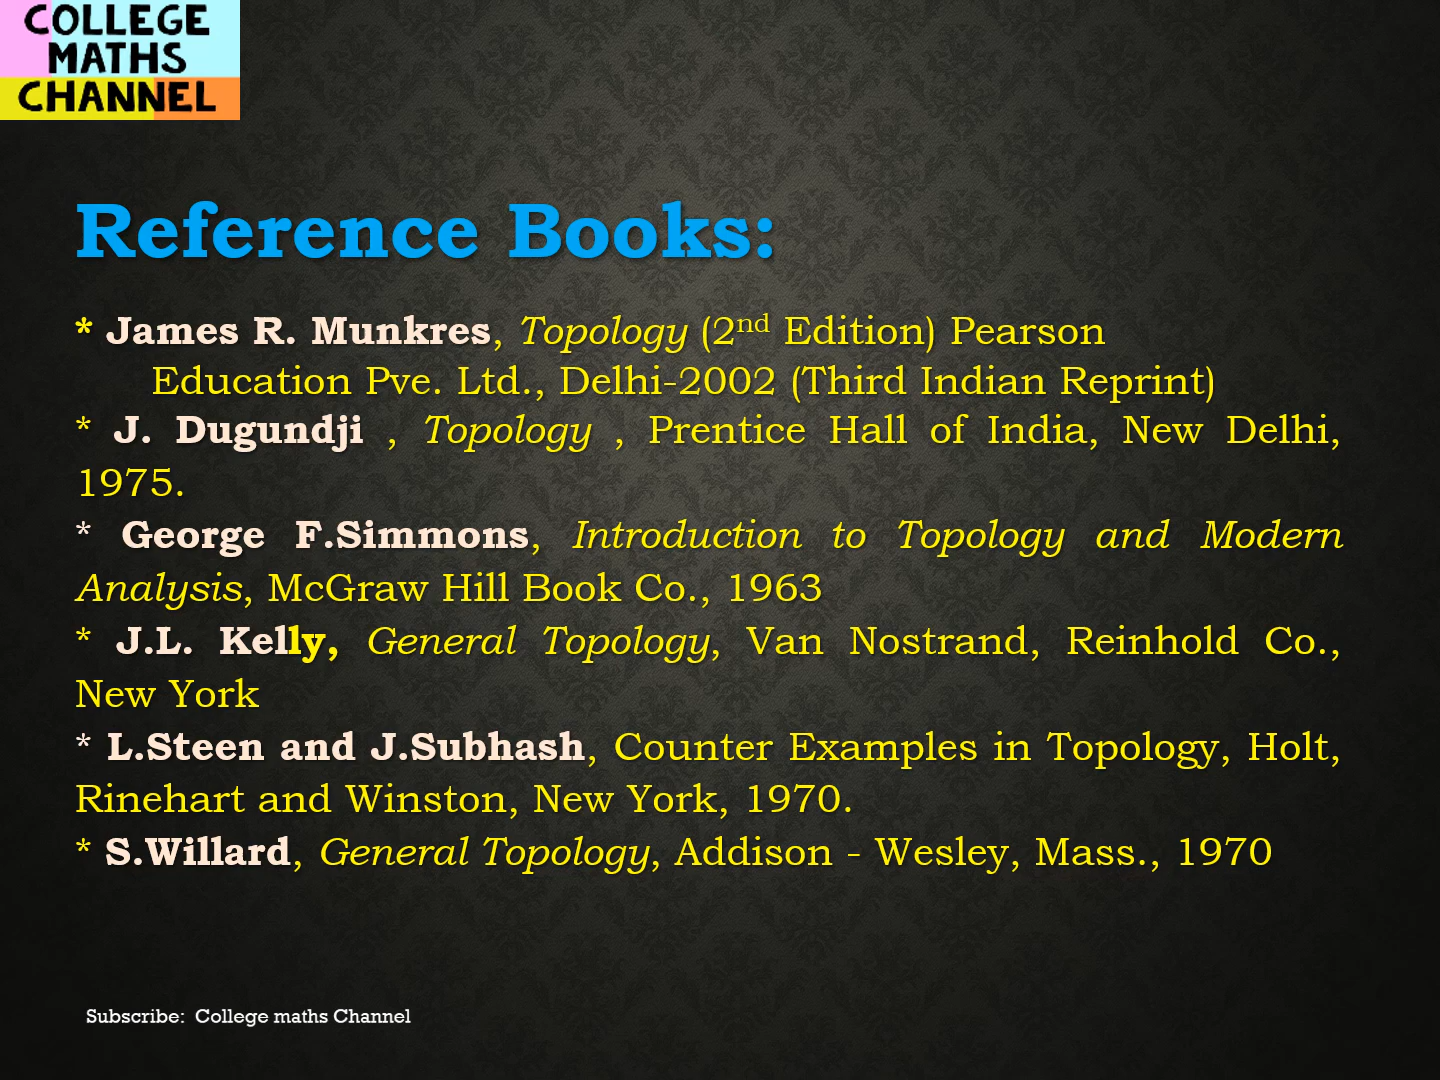 COLLEGE
MATHS
CHANNEL
Reference Books:
* James R. Munkres, Topology (2nd Edition) Pearson
Education Pve. Ltd., Delhi-2002 (Third Indian Reprint)
* J. Dugundji , Topology , Prentice Hall of India, New Delhi,
1975.
* George F.Simmons, Introduction to Topology and Modern
Analysis, McGraw Hill Book Co., 1963
* J.L. Kelly, General Topology, Van Nostrand, Reinhold Co.,
New York
* L.Steen and J.Subhash, Counter Examples in Topology, Holt,
Rinehart and Winston, New York, 1970.
* S.Willard, General Topology, Addison - Wesley, Mass., 1970
Subscribe: College maths Channel